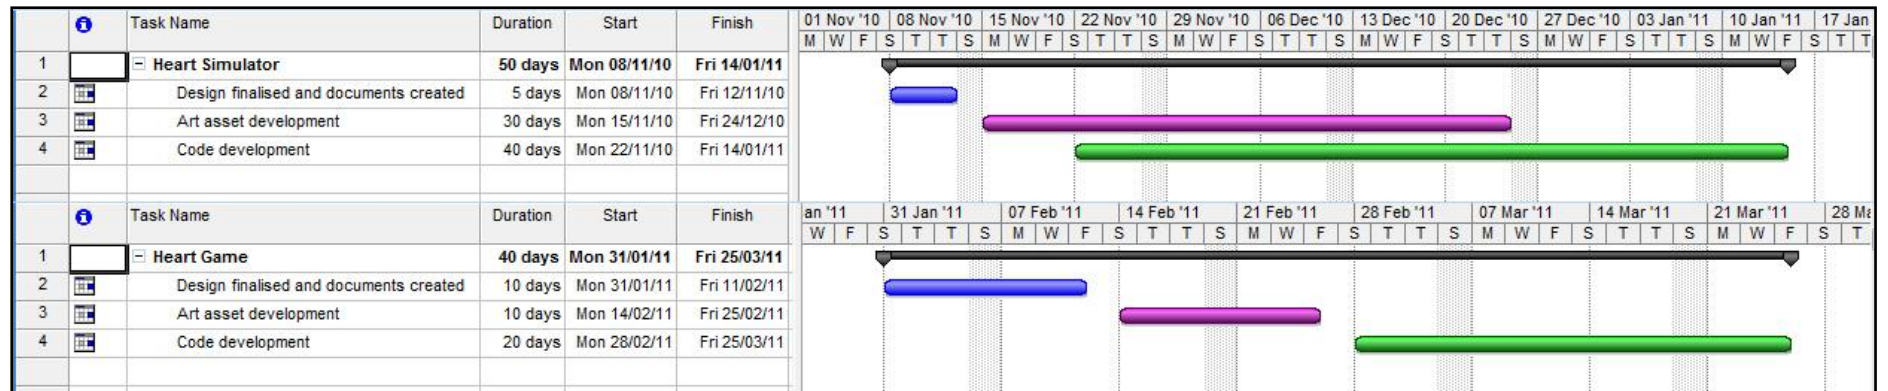 Task Name Duration Start Finish 01 Nov '10 08 Nov '10 15 Nov '10 22 Nov '10 29 Nov '10 06 Dec '10 13 Dec '10 20 Dec '10 27 Dec '10 03 Jan '11 10 Jan '11 17 Jan
M W F S T T S M W F S T T S M W F S T T S M W F S T T S M W F S T T S M W F S T T
1 Heart Simulator 50 days Mon 08/11/10 Fri 14/01/11
2 Design finalised and documents created 5 days Mon 08/11/10 Fri 12/11/10
3 Art asset development 30 days Mon 15/11/10 Fri 24/12/10
4 Code development 40 days Mon 22/11/10 Fri 14/01/11
Task Name Duration Start Finish an '11 31 Jan '11 07 Feb '11 14 Feb '11 21 Feb '11 28 Feb '11 07 Mar '11 14 Mar '11 21 Mar '11 28 Ma
W F S T T S M W F S T T S M W F S T T S M W F S T T S M W F S T
1 Heart Game 40 days Mon 31/01/11 Fri 25/03/11
2 Design finalised and documents created 10 days Mon 31/01/11 Fri 11/02/11
3 Art asset development 10 days Mon 14/02/11 Fri 25/02/11
4 Code development 20 days Mon 28/02/11 Fri 25/03/11